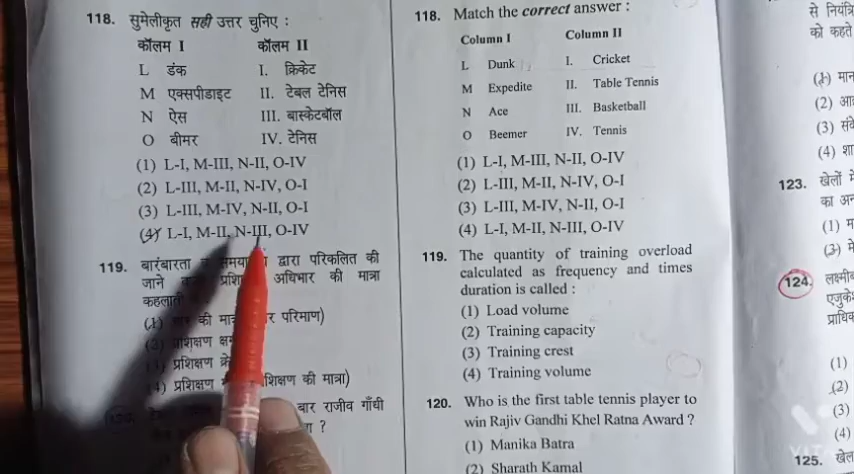 118. सुमेलीकृत सही उत्तर चुनिए :
कॉलम I कॉलम II
L डंक I. क्रिकेट
M एक्सपीडाइट II. टेबल टेनिस
N ऐस III. बास्केटबॉल
O बीमर IV. टेनिस
(1) L-I, M-III, N-II, O-IV
(2) L-III, M-II, N-IV, O-I
(3) L-III, M-IV, N-II, O-I
(4) L-I, M-II, N-III, O-IV
119. बारंबारता द्वारा परिकलित की
जाने अधिभार की मात्रा
कहलाती
(1) की परिमाण)
(2) प्रशिक्षण
प्रशिक्षण
(4) प्रशिक्षण की मात्रा)
बार राजीव गाँधी
?
118. Match the correct answer :
Column I Column II
L Dunk I. Cricket
M Expedite II. Table Tennis
N Ace III. Basketball
O Beemer IV. Tennis
(1) L-I, M-III, N-II, O-IV
(2) L-III, M-II, N-IV, O-I
(3) L-III, M-IV, N-II, O-I
(4) L-I, M-II, N-III, O-IV
119. The quantity of training overload
calculated as frequency and times
duration is called :
(1) Load volume
(2) Training capacity
(3) Training crest
(4) Training volume
120. Who is the first table tennis player to
win Rajiv Gandhi Khel Ratna Award ?
(1) Manika Batra
(2) Sharath Kamal
से
को कहते
(1) मान
(2)
(3)
(4)
123. खेलों
का
(1)
(3)
124.
(1)
(2)
(3)
(4)
125. खेल